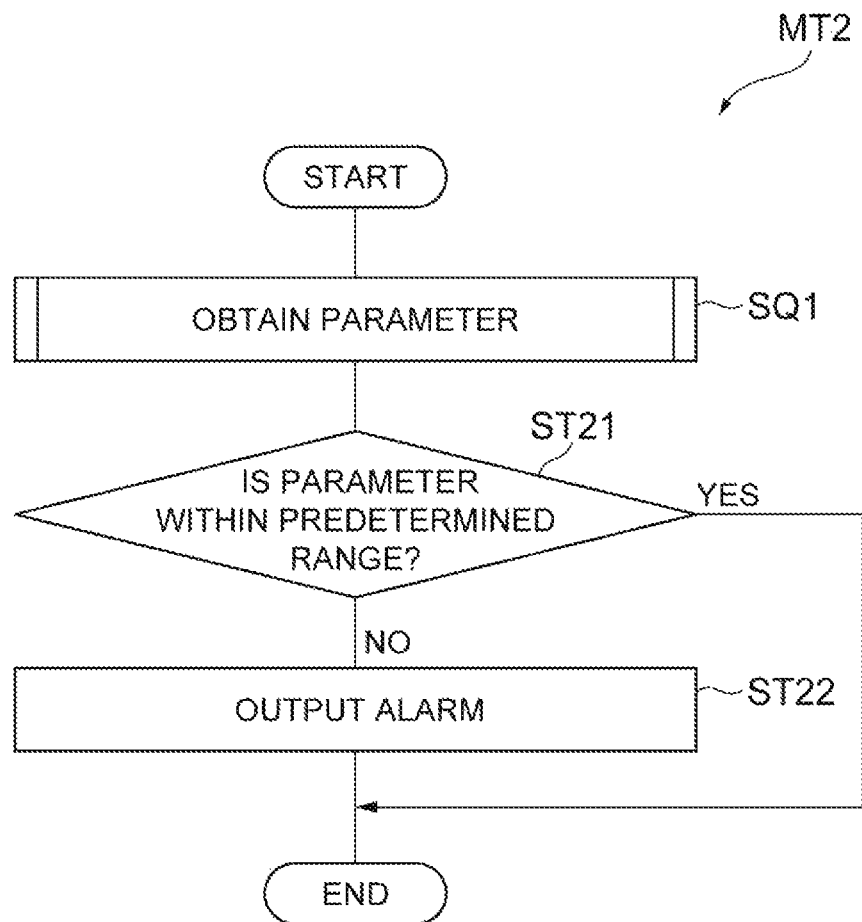 MT2
START
OBTAIN PARAMETER
SQ1
ST21
IS PARAMETER
WITHIN PREDETERMINED
RANGE?
YES
NO
OUTPUT ALARM
ST22
END